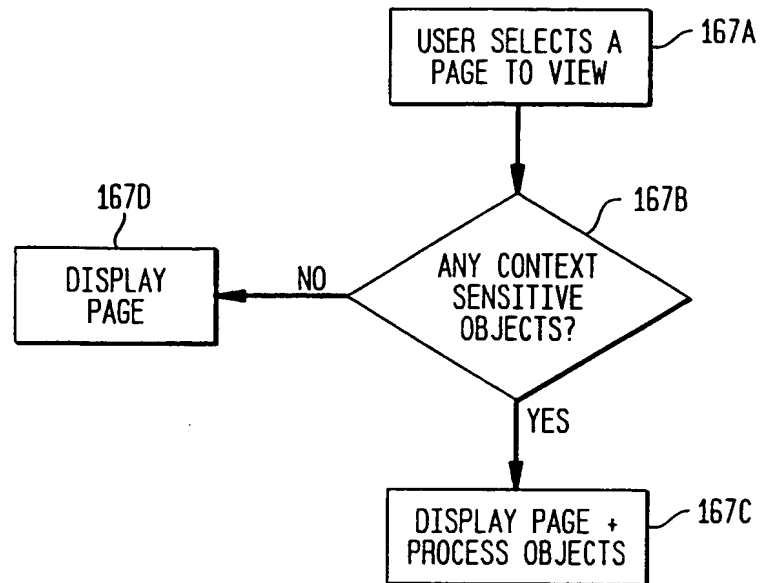 USER SELECTS A
PAGE TO VIEW
167A
167D
167B
DISPLAY
PAGE
NO
ANY CONTEXT
SENSITIVE
OBJECTS?
YES
DISPLAY PAGE +
PROCESS OBJECTS
167C